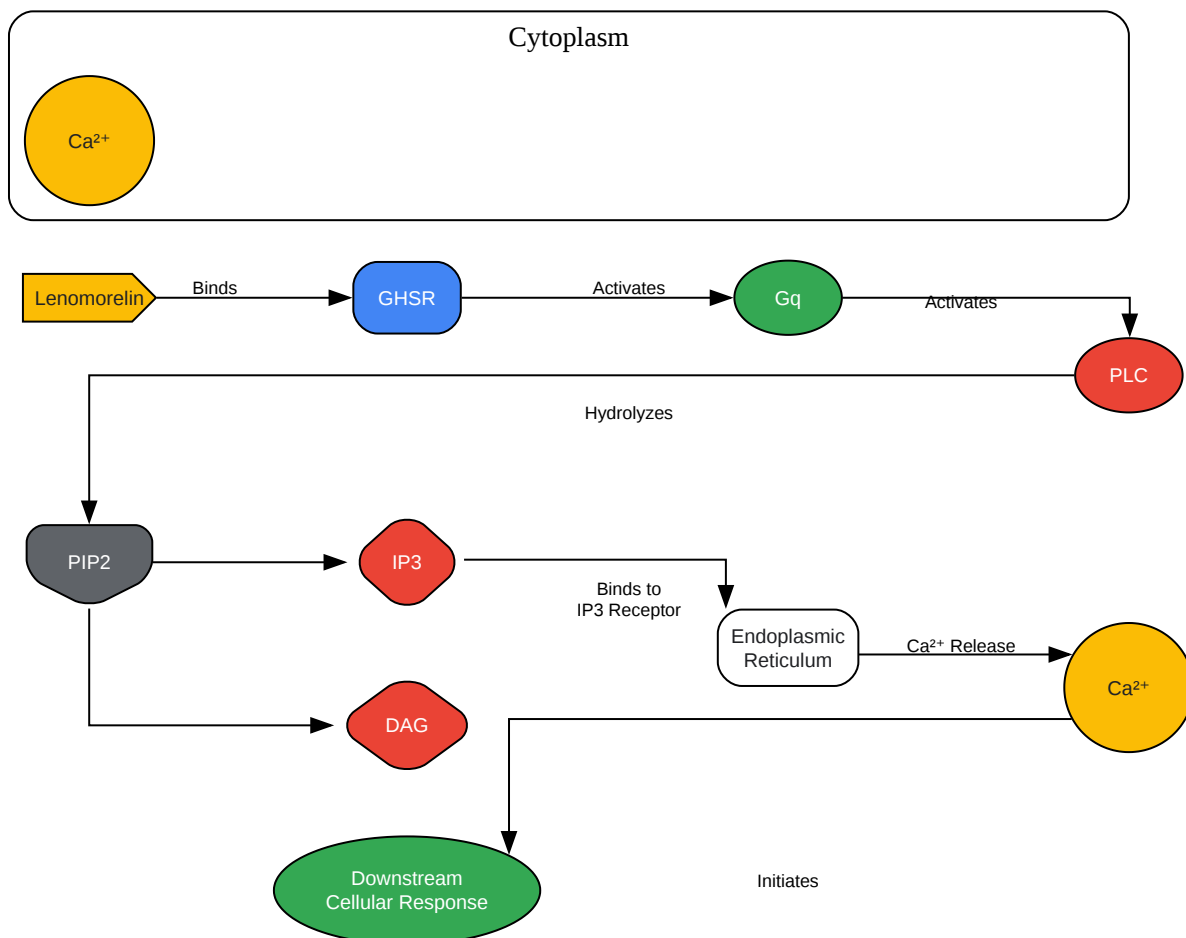 Cytoplasm
Ca²⁺
Lenomorelin
Binds
GHSR
Activates
Gq
Activates
PLC
Hydrolyzes
PIP2
IP3
Binds to
IP3 Receptor
Endoplasmic
Reticulum
Ca²⁺ Release
Ca²⁺
DAG
Downstream
Cellular Response
Initiates